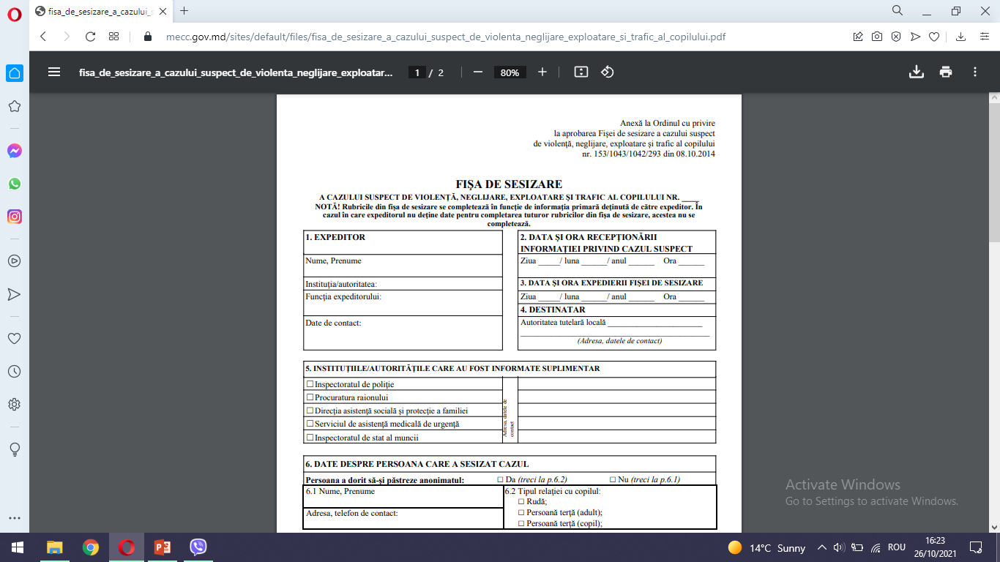 fisa_de_sesizare_a_cazului_s
mecc.gov.md/sites/default/files/fisa_de_sesizare_a_cazului_suspect_de_violenta_neglijare_exploatare_si_trafic_al_copilului.pdf
fisa_de_sesizare_a_cazului_suspect_de_violenta_neglijare_exploatar... 1 / 2 80%
Anexă la Ordinul cu privire
la aprobarea Fişei de sesizare a cazului suspect
de violenţă, neglijare, exploatare şi trafic al copilului
nr. 153/1043/1042/293 din 08.10.2014
FIŞA DE SESIZARE
A CAZULUI SUSPECT DE VIOLENŢĂ, NEGLIJARE, EXPLOATARE ŞI TRAFIC AL COPILULUI NR. ____
NOTĂ! Rubricile din fişa de sesizare se completează în funcţie de informaţia primară deţinută de către expeditor. În
cazul în care expeditorul nu deţine date pentru completarea tuturor rubricilor din fişa de sesizare, acestea nu se
completează.
1. EXPEDITOR
Nume, Prenume
Instituţia/autoritatea:
Funcţia expeditorului:
Date de contact:
2. DATA ŞI ORA RECEPŢIONĂRII
INFORMAŢIEI PRIVIND CAZUL SUSPECT
Ziua _____/ luna ______/ anul ______ Ora ______
3. DATA ŞI ORA EXPEDIERII FIŞEI DE SESIZARE
Ziua _____/ luna ______/ anul ______ Ora ______
4. DESTINATAR
Autoritatea tutelară locală ______________________
(Adresa, datele de contact)
5. INSTITUŢIILE/AUTORITĂŢILE CARE AU FOST INFORMATE SUPLIMENTAR
☐ Inspectoratul de poliţie
☐ Procuratura raionului
☐ Direcţia asistenţă socială şi protecţie a familiei
☐ Serviciul de asistenţă medicală de urgenţă
☐ Inspectoratul de stat al muncii
Adresa, datele de
contact
6. DATE DESPRE PERSOANA CARE A SESIZAT CAZUL
Persoana a dorit să-şi păstreze anonimatul: ☐ Da (treci la p.6.2) ☐ Nu (treci la p.6.1)
6.1 Nume, Prenume
Adresa, telefon de contact:
6.2 Tipul relaţiei cu copilul:
☐ Rudă;
☐ Persoană terţă (adult);
☐ Persoană terţă (copil);
Activate Windows
Go to Settings to activate Windows.
14°C Sunny
ROU
16:23
26/10/2021